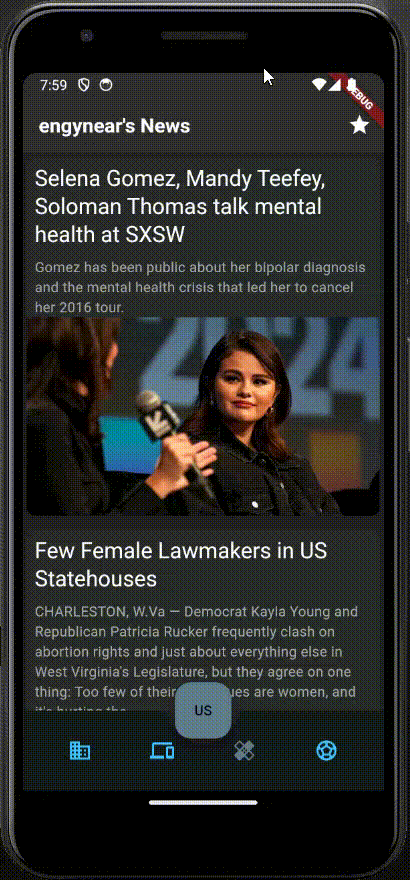 7:59
DEBUG
engynear's News
Selena Gomez, Mandy Teefey,
Soloman Thomas talk mental
health at SXSW
Gomez has been public about her bipolar diagnosis
and the mental health crisis that led her to cancel
her 2016 tour.
2024
Few Female Lawmakers in US
Statehouses
CHARLESTON, W.Va — Democrat Kayla Young and
Republican Patricia Rucker frequently clash on
abortion rights and just about everything else in
West Virginia's Legislature, but they agree on one
thing: Too few of their ues are women, and
it's hurting the
US